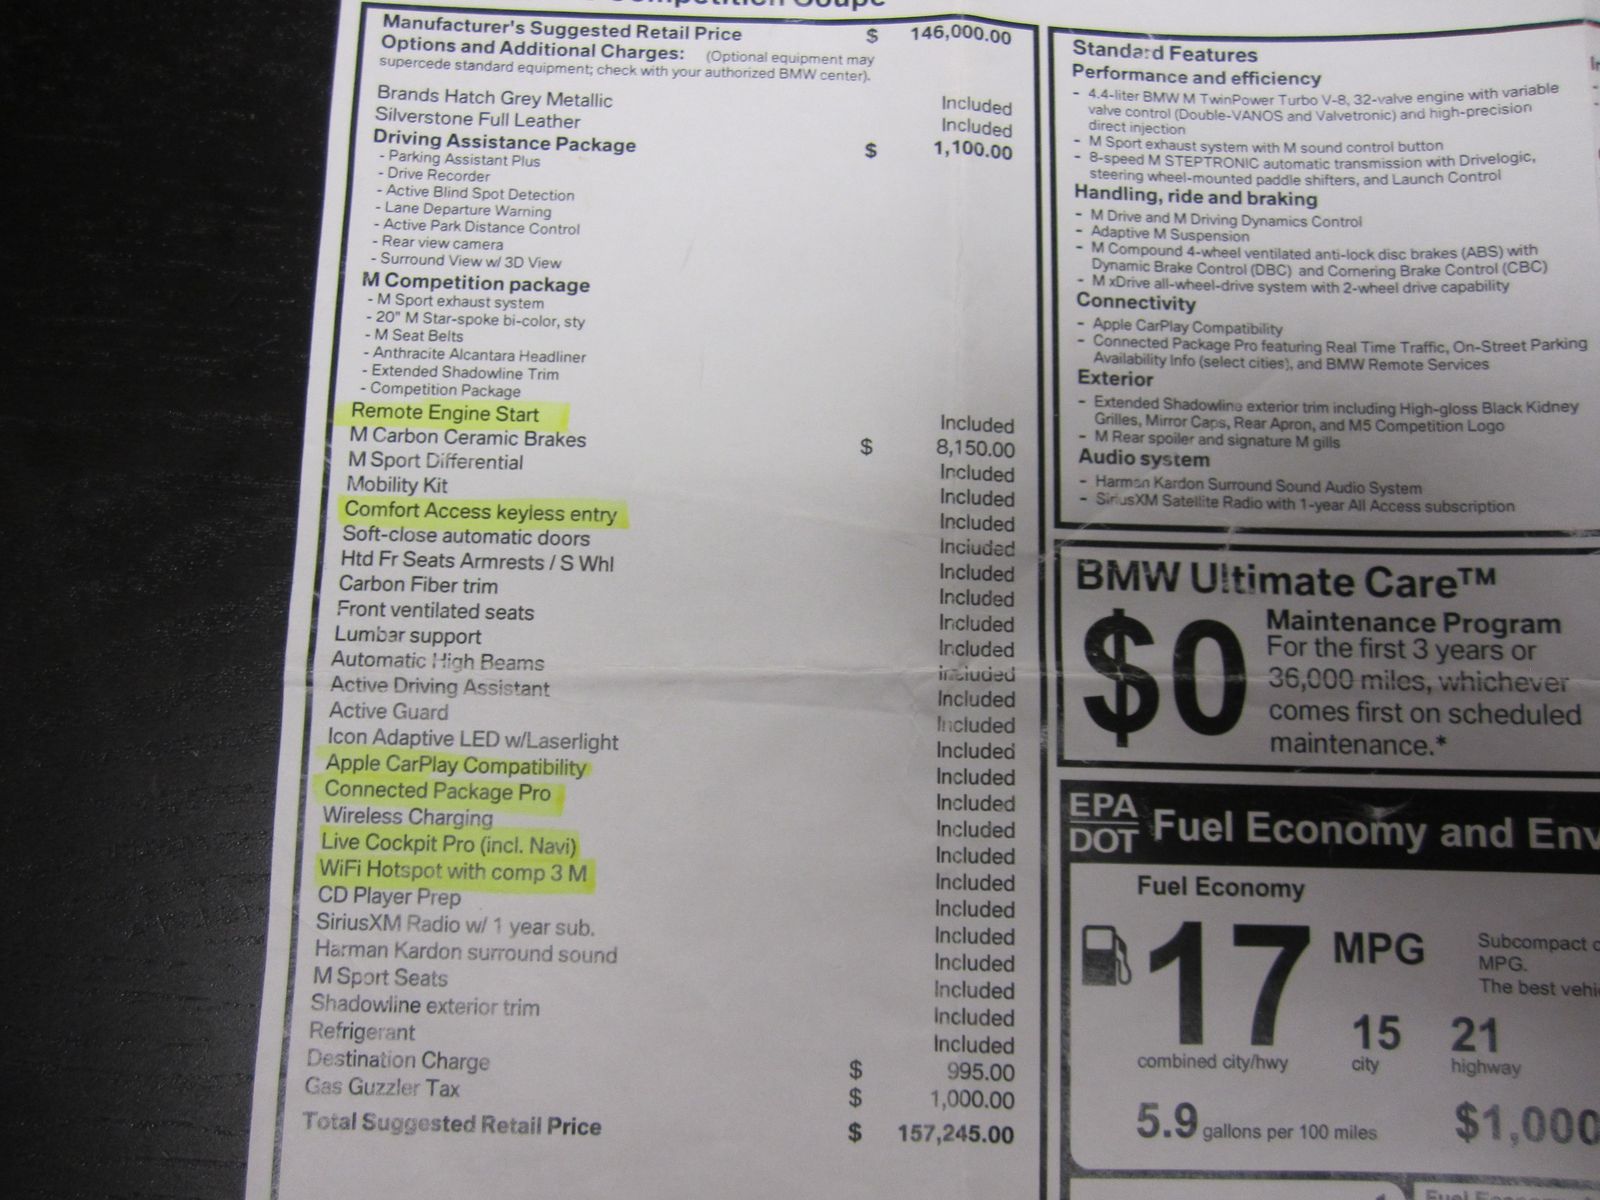 Competition Coupe
Manufacturer's Suggested Retail Price $ 146,000.00
Options and Additional Charges: (Optional equipment may
supercede standard equipment; check with your authorized BMW center).
Brands Hatch Grey Metallic Included
Silverstone Full Leather Included
Driving Assistance Package $ 1,100.00
- Parking Assistant Plus
- Drive Recorder
- Active Blind Spot Detection
- Lane Departure Warning
- Active Park Distance Control
- Rear view camera
- Surround View w/ 3D View
M Competition package
- M Sport exhaust system
- 20" M Star-spoke bi-color, sty
- M Seat Belts
- Anthracite Alcantara Headliner
- Extended Shadowline Trim
- Competition Package
Remote Engine Start Included
M Carbon Ceramic Brakes $ 8,150.00
M Sport Differential Included
Mobility Kit Included
Comfort Access keyless entry Included
Soft-close automatic doors Included
Htd Fr Seats Armrests / S Whl Included
Carbon Fiber trim Included
Front ventilated seats Included
Lumbar support Included
Automatic High Beams Included
Active Driving Assistant Included
Active Guard Included
Icon Adaptive LED w/Laserlight Included
Apple CarPlay Compatibility Included
Connected Package Pro Included
Wireless Charging Included
Live Cockpit Pro (incl. Navi) Included
WiFi Hotspot with comp 3 M Included
CD Player Prep Included
SiriusXM Radio w/ 1 year sub. Included
Harman Kardon surround sound Included
M Sport Seats Included
Shadowline exterior trim Included
Refrigerant Included
Destination Charge $ 995.00
Gas Guzzler Tax $ 1,000.00
Total Suggested Retail Price $ 157,245.00
Standard Features
Performance and efficiency
- 4.4-liter BMW M TwinPower Turbo V-8, 32-valve engine with variable
valve control (Double-VANOS and Valvetronic) and high-precision
direct injection
- M Sport exhaust system with M sound control button
- 8-speed M STEPTRONIC automatic transmission with Drivelogic,
steering wheel-mounted paddle shifters, and Launch Control
Handling, ride and braking
- M Drive and M Driving Dynamics Control
- Adaptive M Suspension
- M Compound 4-wheel ventilated anti-lock disc brakes (ABS) with
Dynamic Brake Control (DBC) and Cornering Brake Control (CBC)
- M xDrive all-wheel-drive system with 2-wheel drive capability
Connectivity
- Apple CarPlay Compatibility
- Connected Package Pro featuring Real Time Traffic, On-Street Parking
Availability Info (select cities), and BMW Remote Services
Exterior
- Extended Shadowline exterior trim including High-gloss Black Kidney
Grilles, Mirror Caps, Rear Apron, and M5 Competition Logo
- M Rear spoiler and signature M gills
Audio system
- Harman Kardon Surround Sound Audio System
- SiriusXM Satellite Radio with 1-year All Access subscription
BMW Ultimate Care™
$0
Maintenance Program
For the first 3 years or
36,000 miles, whichever
comes first on scheduled
maintenance.*
EPA
DOT
Fuel Economy and Env
Fuel Economy
17 MPG
combined city/hwy
15
city
21
highway
Subcompact
MPG.
The best vehi
5.9 gallons per 100 miles
$1,000